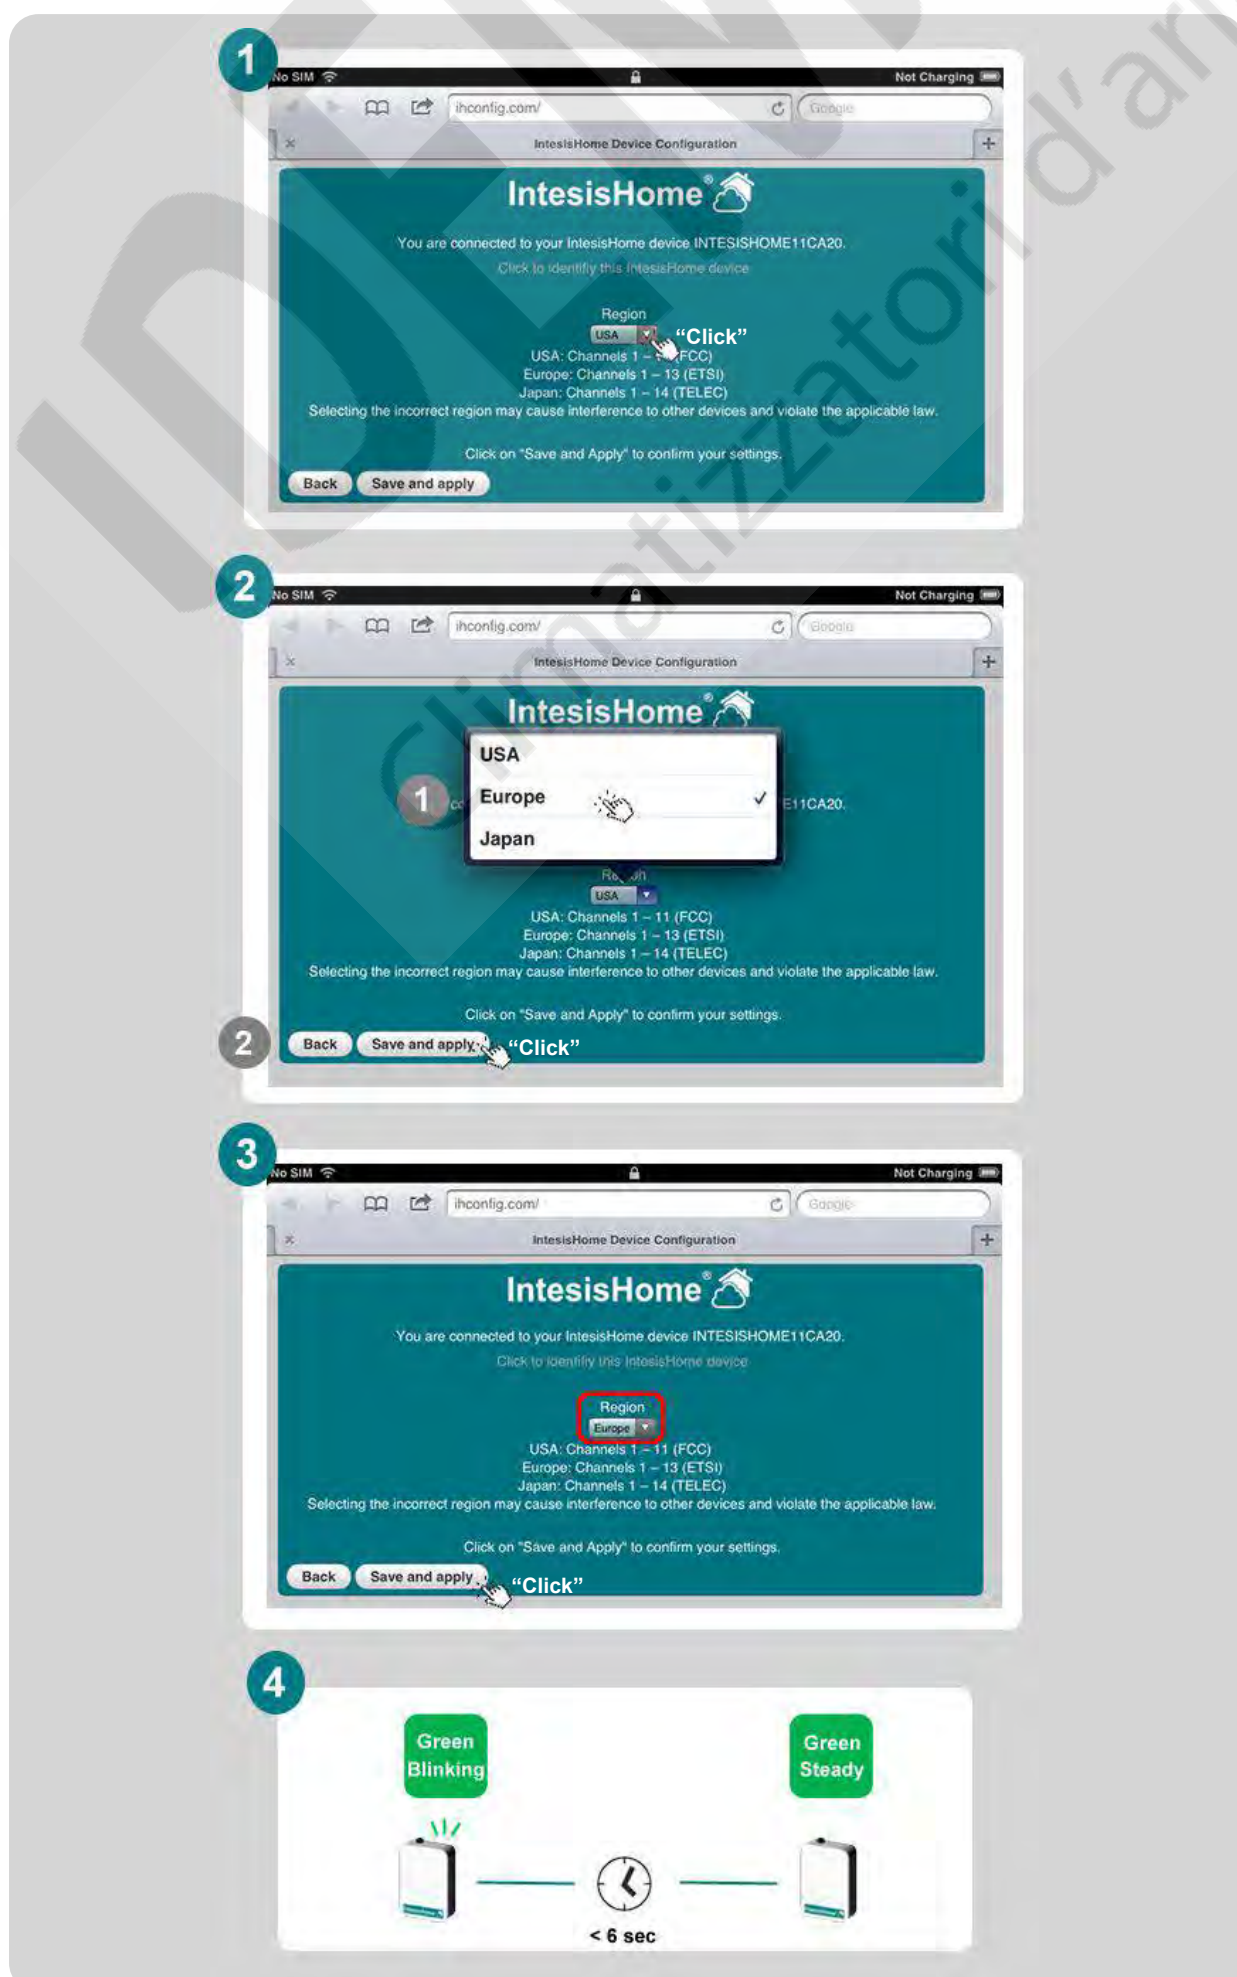 1
No SIM
Not Charging
ihconfig.com/
Google
IntesisHome Device Configuration
IntesisHome®
You are connected to your IntesisHome device INTESISHOME11CA20.
Click to identifiy this IntesisHome device
Region
USA
“Click”
USA: Channels 1 – 1 (FCC)
Europe: Channels 1 – 13 (ETSI)
Japan: Channels 1 – 14 (TELEC)
Selecting the incorrect region may cause interference to other devices and violate the applicable law.
Click on "Save and Apply" to confirm your settings.
Back
Save and apply
2
No SIM
Not Charging
ihconfig.com/
Google
IntesisHome Device Configuration
IntesisHome®
USA
1
co
Europe
✓
E11CA20.
Japan
Region
USA
USA: Channels 1 – 11 (FCC)
Europe: Channels 1 – 13 (ETSI)
Japan: Channels 1 – 14 (TELEC)
Selecting the incorrect region may cause interference to other devices and violate the applicable law.
Click on "Save and Apply" to confirm your settings.
2
Back
Save and apply
“Click”
3
No SIM
Not Charging
ihconfig.com/
Google
IntesisHome Device Configuration
IntesisHome®
You are connected to your IntesisHome device INTESISHOME11CA20.
Click to identifiy this IntesisHome device
Region
Europe
USA: Channels 1 – 11 (FCC)
Europe: Channels 1 – 13 (ETSI)
Japan: Channels 1 – 14 (TELEC)
Selecting the incorrect region may cause interference to other devices and violate the applicable law.
Click on "Save and Apply" to confirm your settings.
Back
Save and apply
“Click”
4
Green
Blinking
Green
Steady
< 6 sec
climatizzatori d'ari